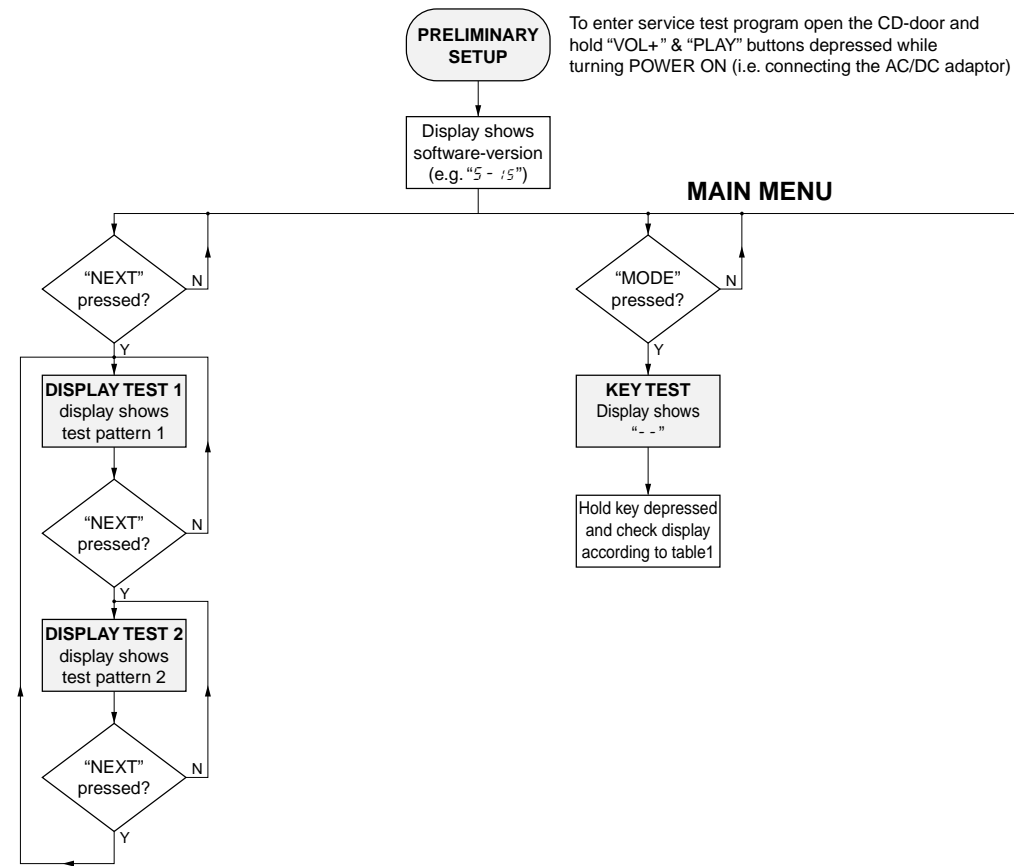 PRELIMINARY
SETUP
To enter service test program open the CD-door and
hold “VOL+” & “PLAY” buttons depressed while
turning POWER ON (i.e. connecting the AC/DC adaptor)
Display shows
software-version
(e.g. “5 - 15”)
MAIN MENU
“NEXT”
pressed?
N
Y
DISPLAY TEST 1
display shows
test pattern 1
“NEXT”
pressed?
N
Y
DISPLAY TEST 2
display shows
test pattern 2
“NEXT”
pressed?
N
Y
“MODE”
pressed?
N
Y
KEY TEST
Display shows
“- -”
Hold key depressed
and check display
according to table1